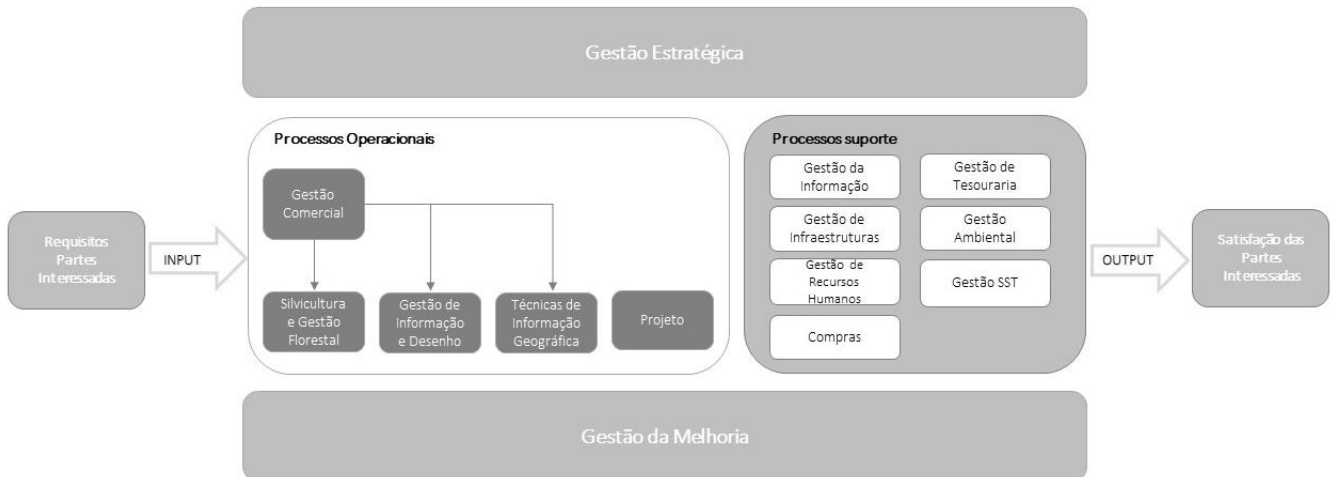 Gestão Estratégica
Processos Operacionais
Gestão
Comercial
Silvicultura
e Gestão
Florestal
Gestão de
Informação
e Desenho
Técnicas de
Informação
Geográfica
Projeto
Processos suporte
Gestão da
Informação
Gestão de
Tesouraria
Gestão de
Infraestruturas
Gestão
Ambiental
Gestão de
Recursos
Humanos
Gestão SST
Compras
Requisitos
Partes
Interessadas
INPUT
OUTPUT
Satisfação das
Partes
Interessadas
Gestão da Melhoria